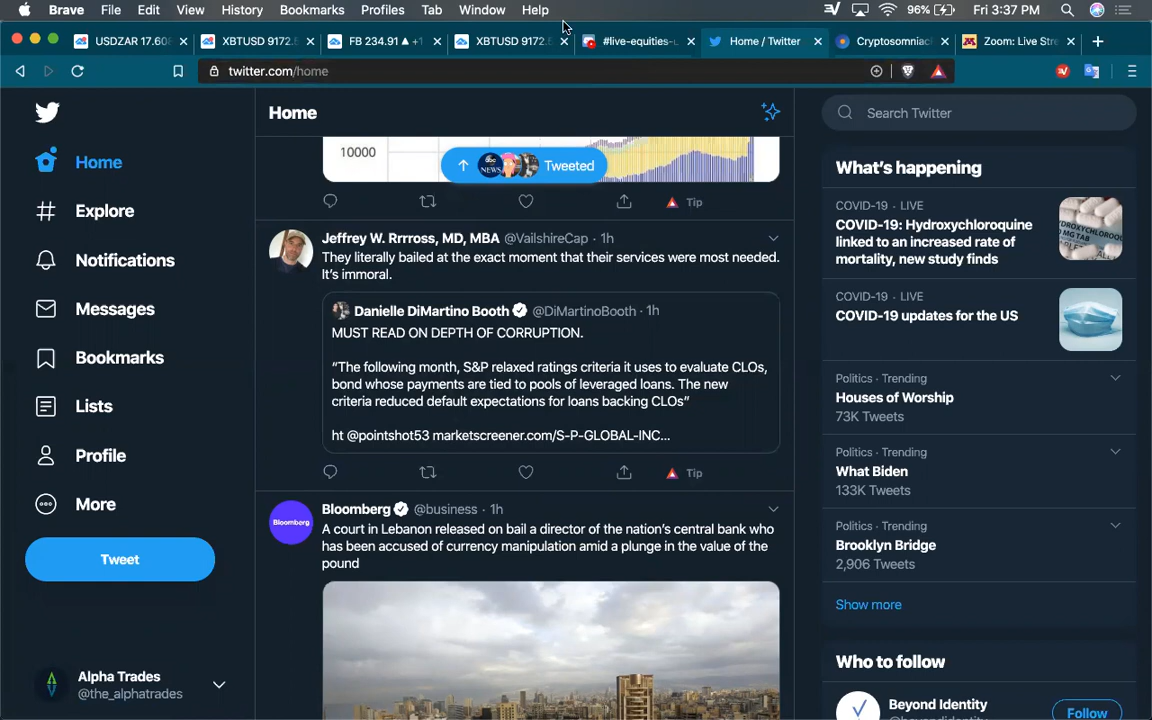 Brave File Edit View History Bookmarks Profiles Tab Window Help 96% Fri 3:37 PM
USDZAR 17.608 XBTUSD 9172.5 FB 234.91 ▲ +1 XBTUSD 9172.5 #live-equities- Home / Twitter Cryptosomniac Zoom: Live Stre
twitter.com/home
Home
Search Twitter
Home
Explore
Notifications
Messages
Bookmarks
Lists
Profile
More
Tweet
Alpha Trades
@the_alphatrades
10000
abc NEWS
Tweeted
Tip
Jeffrey W. Rrrross, MD, MBA @VailshireCap · 1h
They literally bailed at the exact moment that their services were most needed.
It's immoral.
Danielle DiMartino Booth @DiMartinoBooth · 1h
MUST READ ON DEPTH OF CORRUPTION.
“The following month, S&P relaxed ratings criteria it uses to evaluate CLOs,
bond whose payments are tied to pools of leveraged loans. The new
criteria reduced default expectations for loans backing CLOs”
ht @pointshot53 marketscreener.com/S-P-GLOBAL-INC...
Tip
Bloomberg
Bloomberg @business · 1h
A court in Lebanon released on bail a director of the nation's central bank who
has been accused of currency manipulation amid a plunge in the value of the
pound
What's happening
COVID-19 · LIVE
COVID-19: Hydroxychloroquine
linked to an increased rate of
mortality, new study finds
COVID-19 · LIVE
COVID-19 updates for the US
Politics · Trending
Houses of Worship
73K Tweets
Politics · Trending
What Biden
133K Tweets
Politics · Trending
Brooklyn Bridge
2,906 Tweets
Show more
Who to follow
Beyond Identity
@beyondidentity
Follow